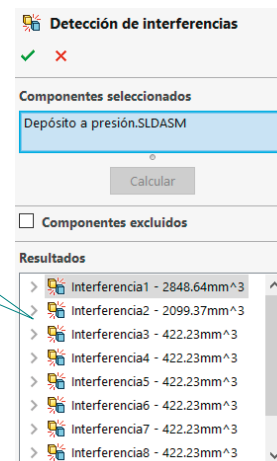 Detección de interferencias
Componentes seleccionados
Depósito a presión.SLDASM
Calcular
Componentes excluidos
Resultados
Interferencia1 - 2848.64mm^3
Interferencia2 - 2099.37mm^3
Interferencia3 - 422.23mm^3
Interferencia4 - 422.23mm^3
Interferencia5 - 422.23mm^3
Interferencia6 - 422.23mm^3
Interferencia7 - 422.23mm^3
Interferencia8 - 422.23mm^3